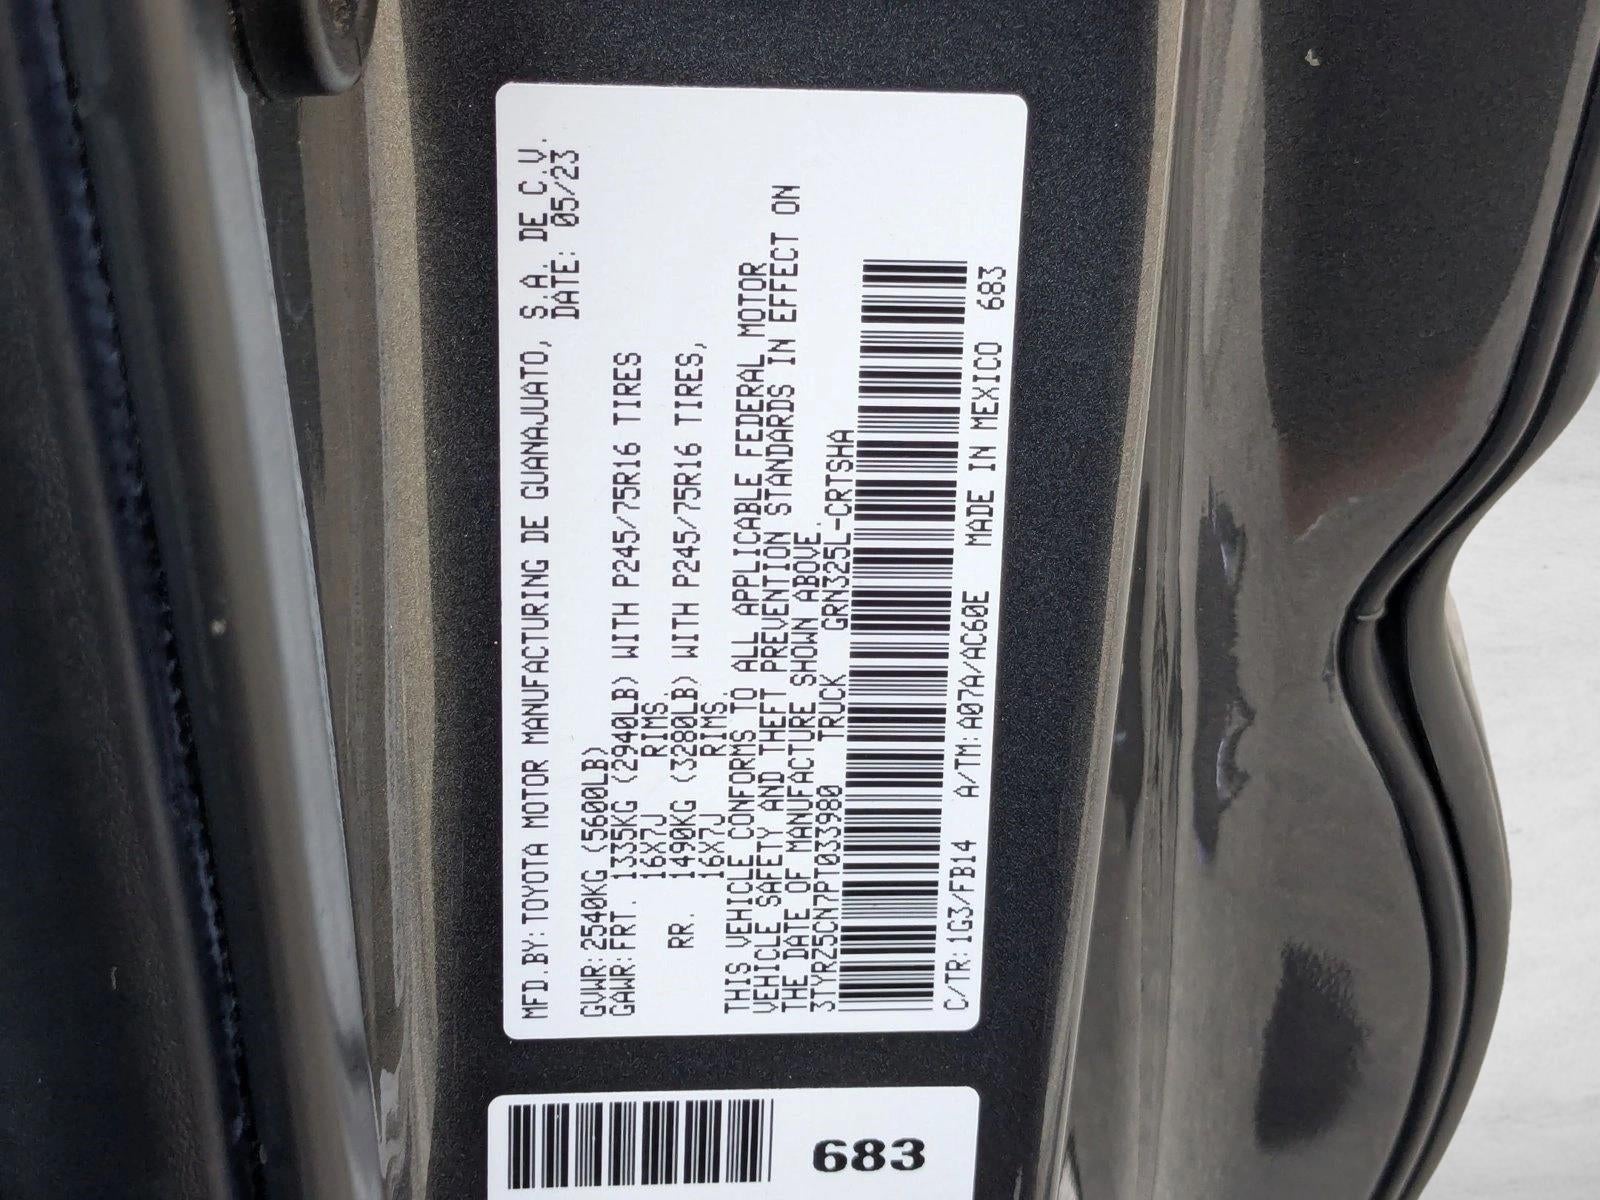 MFD.BY:TOYOTA MOTOR MANUFACTURING DE GUANAJUATO, S.A. DE C.V.
DATE: 05/23
GVWR:2540KG (5600LB)
GAWR:FRT. 1335KG (2940LB) WITH P245/75R16 TIRES
16X7J RIMS.
RR. 1490KG (3280LB) WITH P245/75R16 TIRES,
16X7J RIMS.
THIS VEHICLE CONFORMS TO ALL APPLICABLE FEDERAL MOTOR
VEHICLE SAFETY AND THEFT PREVENTION STANDARDS IN EFFECT ON
THE DATE OF MANUFACTURE SHOWN ABOVE.
3TYRZ5CN7PT033980 TRUCK GRN325L-CRTSHA
C/TR:1G3/FB14 A/TM:A07A/AC60E MADE IN MEXICO 683
683